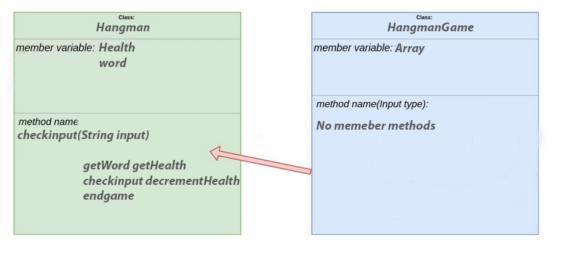 Class:
Hangman
member variable: Health
word
method name
checkinput(String input)
getWord getHealth
checkinput decrementHealth
endgame
Class:
HangmanGame
member variable: Array
method name(Input type):
No memeber methods